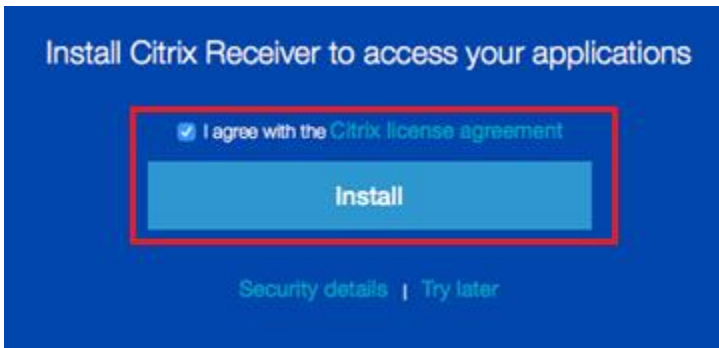 Install Citrix Receiver to access your applications
I agree with the Citrix license agreement
Install
Security details | Try later